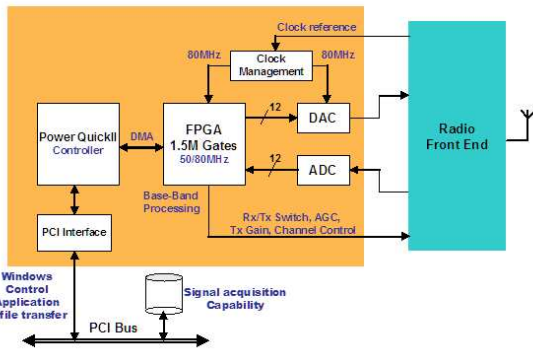 Clock reference
80MHz
Clock
Management
80MHz
12
DAC
Power QuickII
Controller
DMA
FPGA
1.5M Gates
50/80MHz
12
ADC
Radio
Front End
Base-Band
Processing
PCI Interface
Rx/Tx Switch, AGC,
Tx Gain, Channel Control
Windows
Control
Application
file transfer
Signal acquisition
Capability
PCI Bus